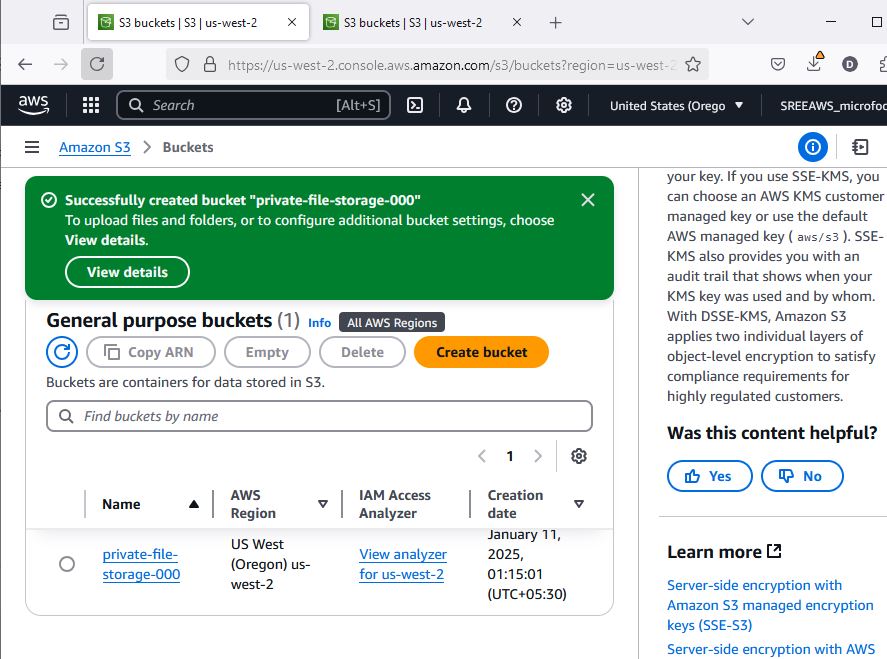 S3 buckets | S3 | us-west-2
S3 buckets | S3 | us-west-2
https://us-west-2.console.aws.amazon.com/s3/buckets?region=us-west-2
D
aws
Search [Alt+S]
United States (Orego
SREEAWS_microfoc
Amazon S3 > Buckets
Successfully created bucket "private-file-storage-000"
To upload files and folders, or to configure additional bucket settings, choose
View details.
View details
General purpose buckets (1) Info All AWS Regions
Copy ARN Empty Delete Create bucket
Buckets are containers for data stored in S3.
Find buckets by name
1
Name
AWS
Region
IAM Access
Analyzer
Creation
date
private-file-
storage-000
US West
(Oregon) us-
west-2
View analyzer
for us-west-2
January 11,
2025,
01:15:01
(UTC+05:30)
your key. If you use SSE-KMS, you
can choose an AWS KMS customer
managed key or use the default
AWS managed key ( aws/s3 ). SSE-
KMS also provides you with an
audit trail that shows when your
KMS key was used and by whom.
With DSSE-KMS, Amazon S3
applies two individual layers of
object-level encryption to satisfy
compliance requirements for
highly regulated customers.
Was this content helpful?
Yes No
Learn more
Server-side encryption with
Amazon S3 managed encryption
keys (SSE-S3)
Server-side encryption with AWS